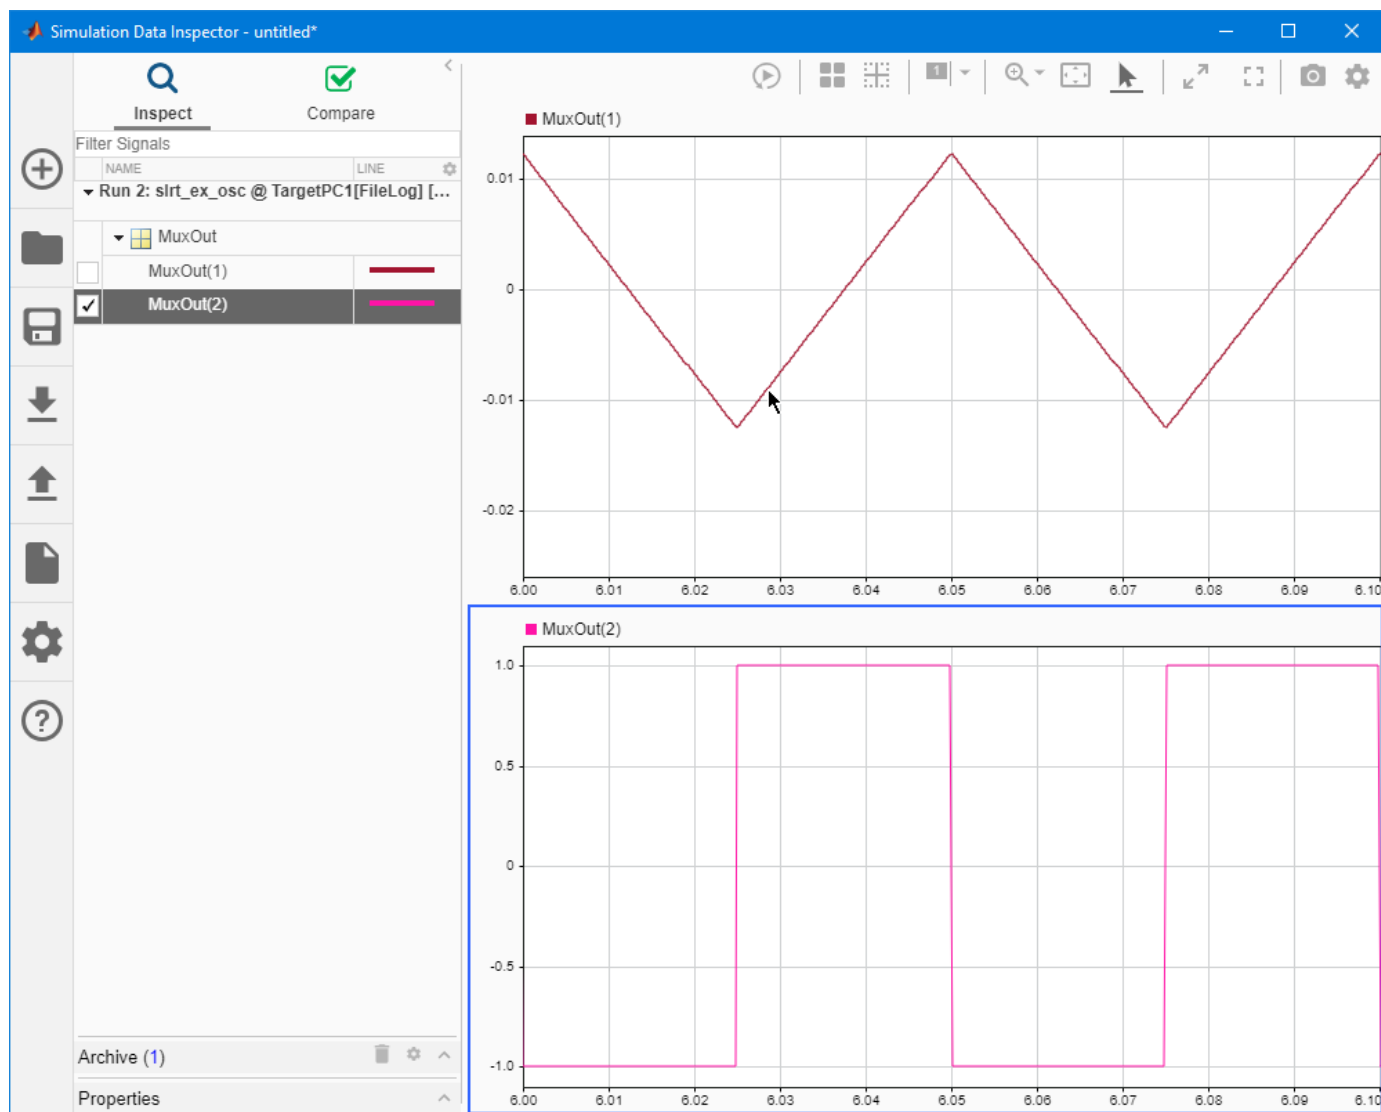 Simulation Data Inspector - untitled*
Inspect Compare
Filter Signals
NAME LINE
Run 2: slrt_ex_osc @ TargetPC1[FileLog] [...
MuxOut
MuxOut(1)
MuxOut(2)
Archive (1)
Properties
1
MuxOut(1)
0.01
0
-0.01
-0.02
6.00 6.01 6.02 6.03 6.04 6.05 6.06 6.07 6.08 6.09 6.10
MuxOut(2)
1.0
0.5
0
-0.5
-1.0
6.00 6.01 6.02 6.03 6.04 6.05 6.06 6.07 6.08 6.09 6.10